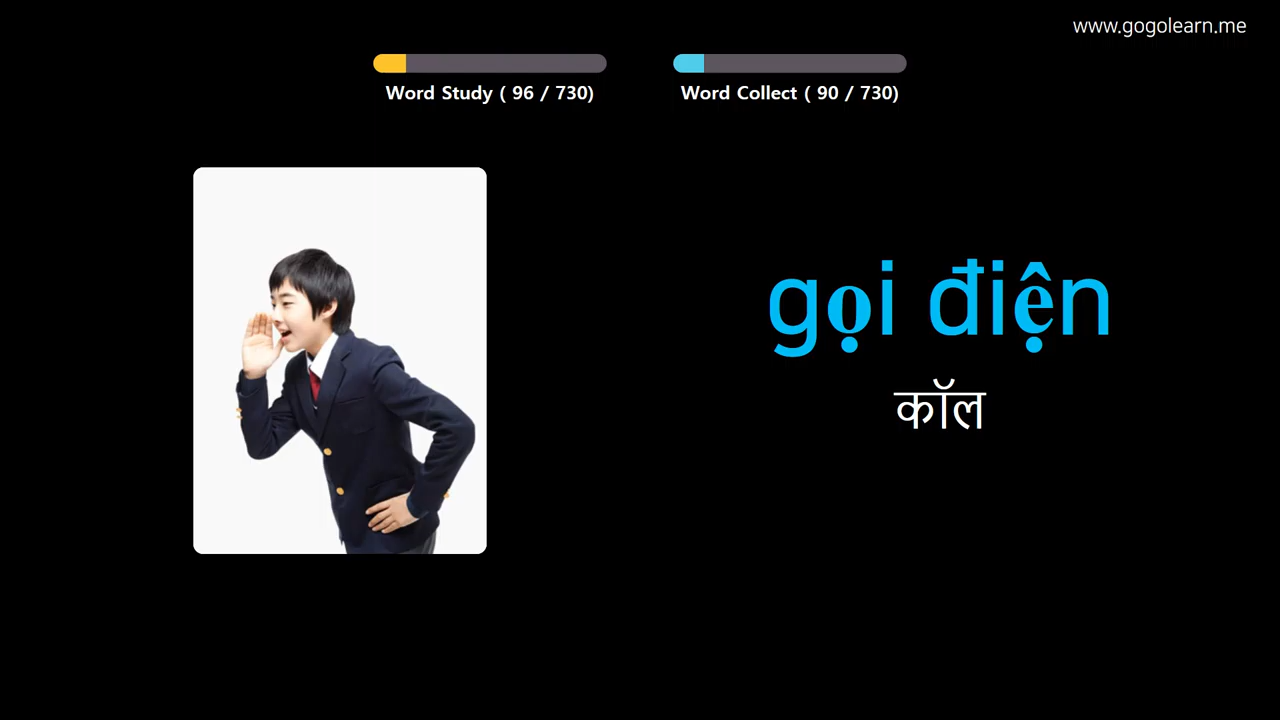 www.gogolearn.me
Word Study ( 96 / 730)
Word Collect ( 90 / 730)
gọi điện
कॉल